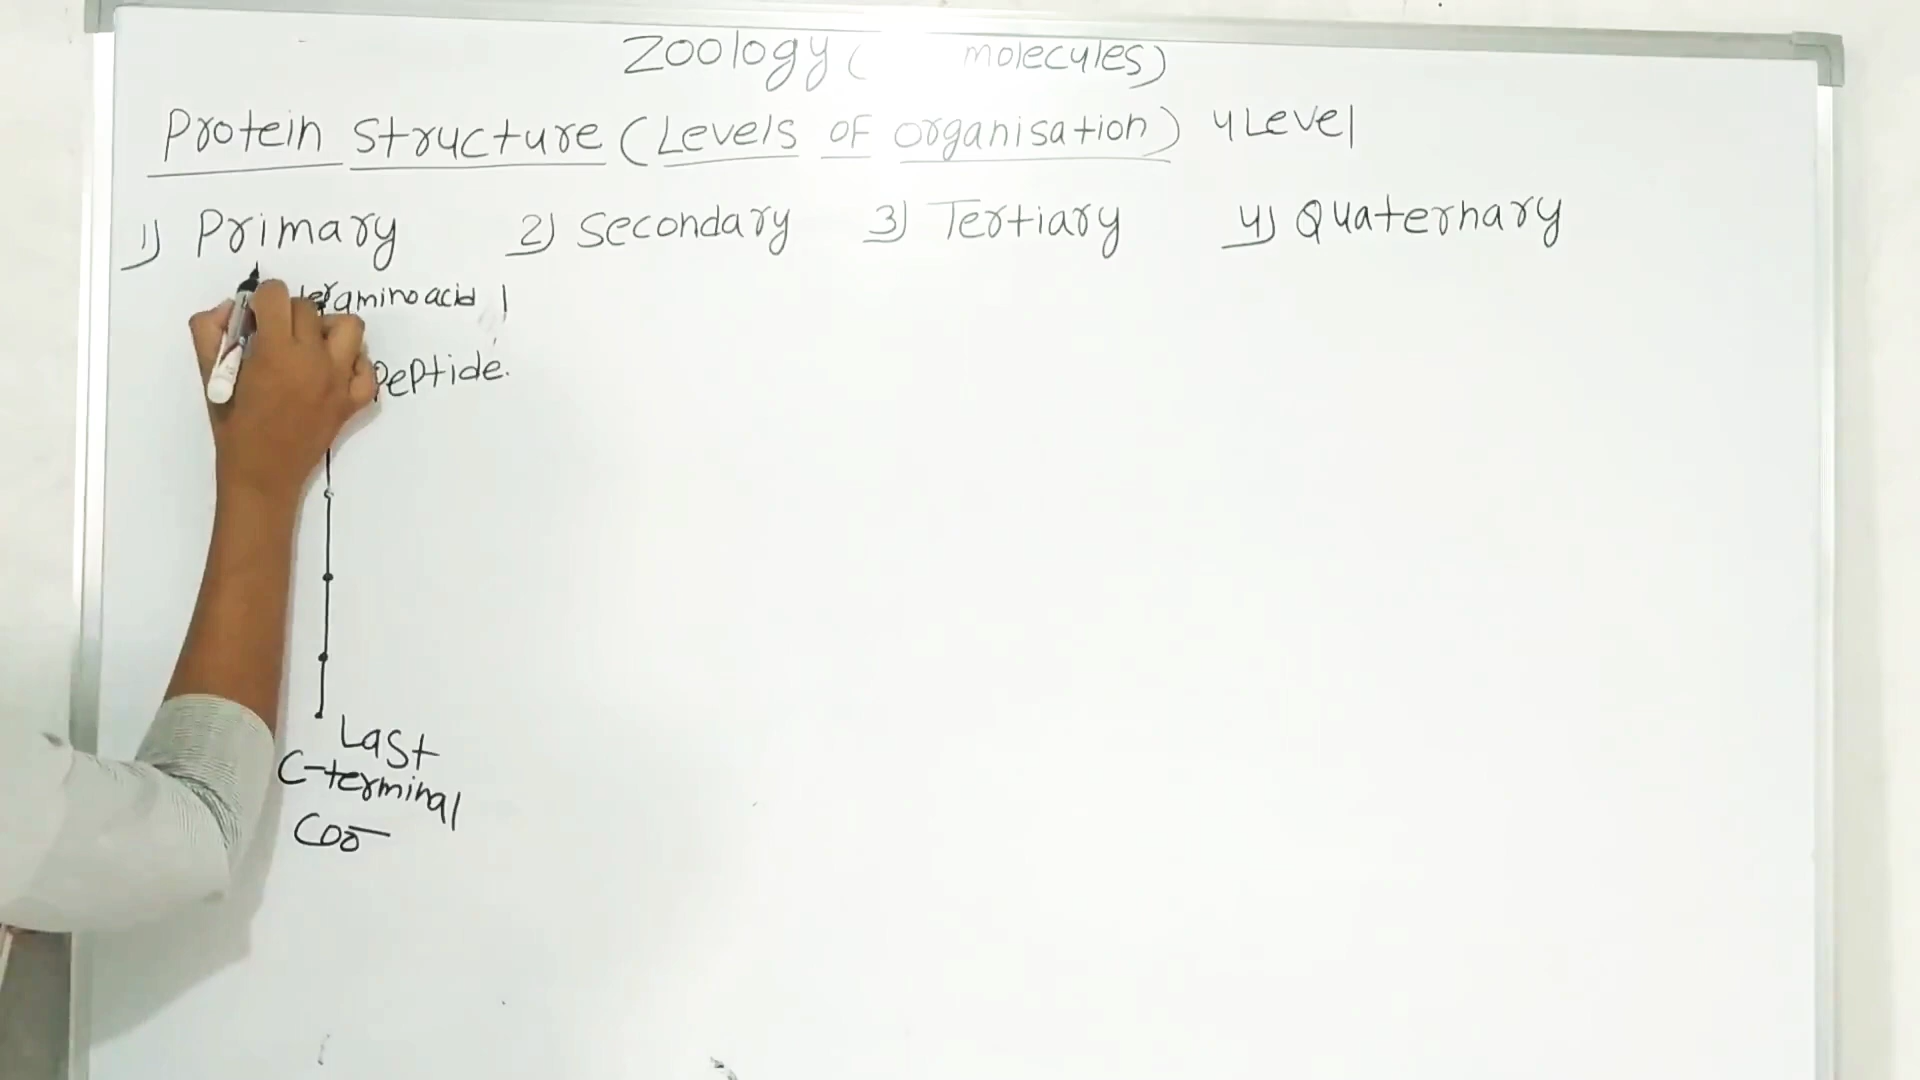 Zoology ( molecules)
Protein Structure (Levels OF organisation) 4 Level
1) Primary 2) Secondary 3) Tertiary 4) Quaternary
amino acid
Peptide.
Last
C-terminal
COO‾